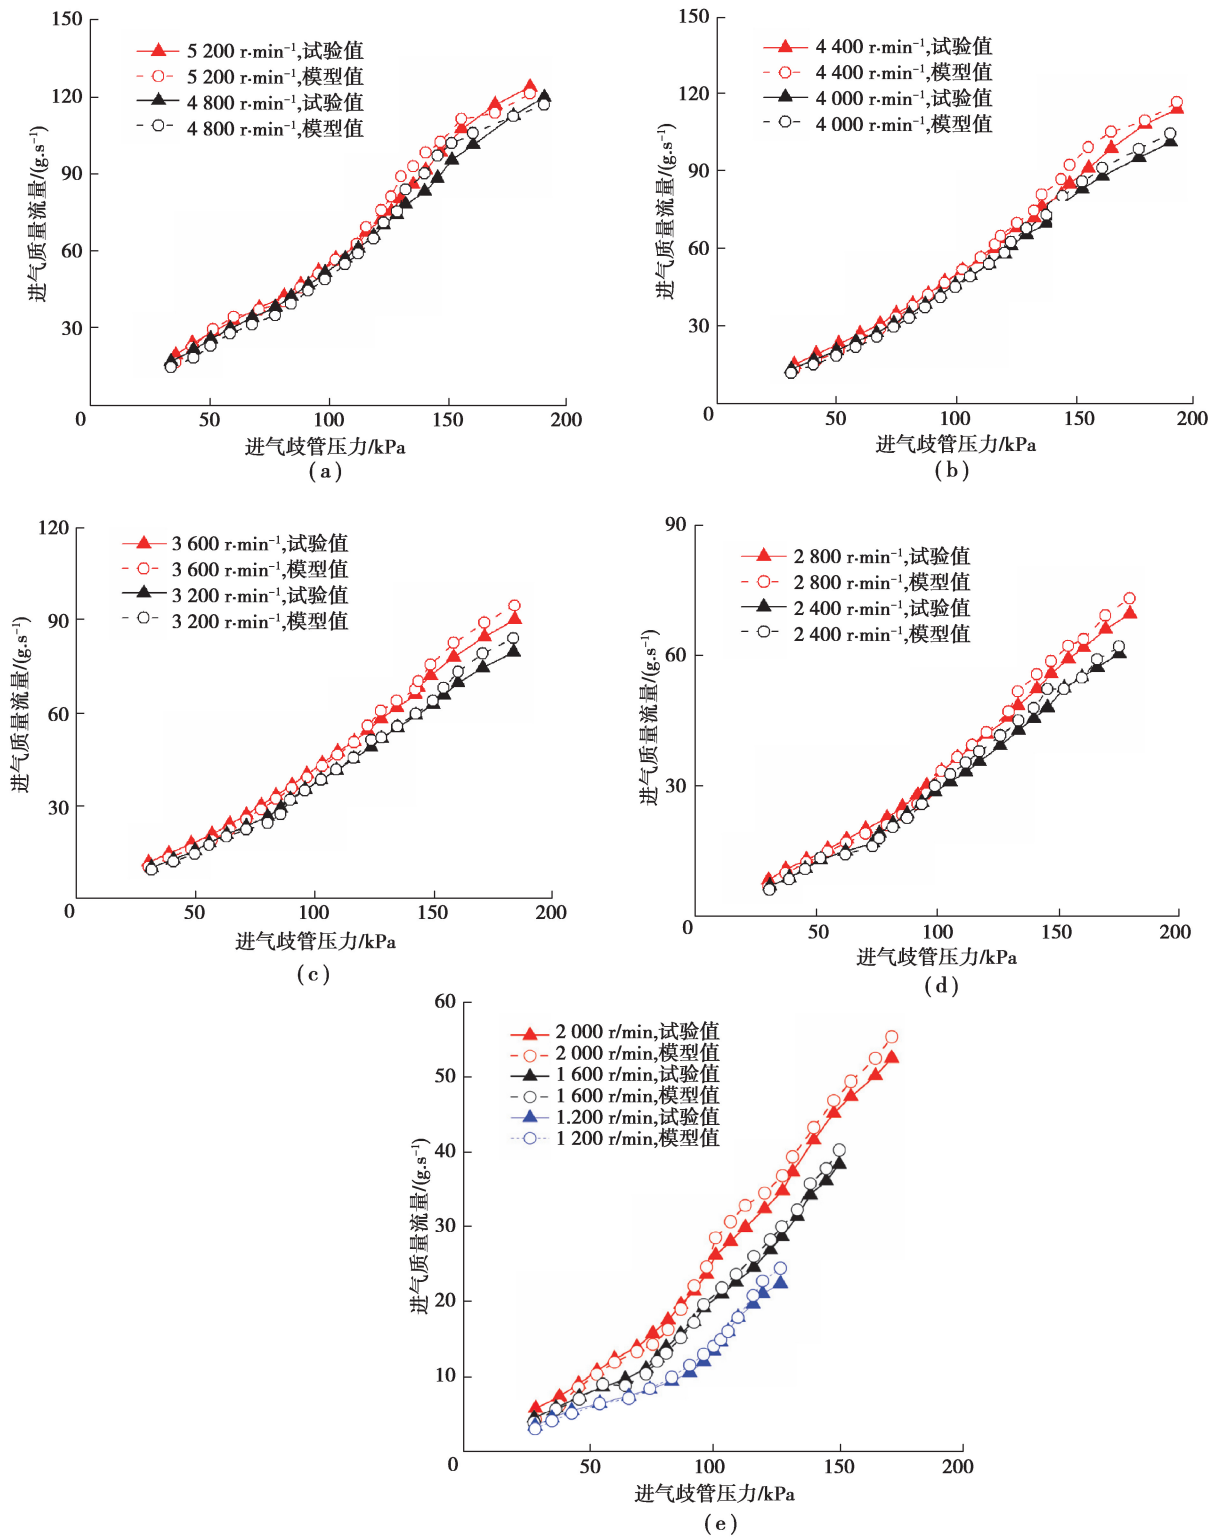 150
120
90
60
30
0
50
100
150
200
进气质量流量/(g.s⁻¹)
5 200 r·min⁻¹,试验值
5 200 r·min⁻¹,模型值
4 800 r·min⁻¹,试验值
4 800 r·min⁻¹,模型值
进气歧管压力/kPa
(a)
150
120
90
60
30
0
50
100
150
200
进气质量流量/(g.s⁻¹)
4 400 r·min⁻¹,试验值
4 400 r·min⁻¹,模型值
4 000 r·min⁻¹,试验值
4 000 r·min⁻¹,模型值
进气歧管压力/kPa
(b)
120
90
60
30
0
50
100
150
200
进气质量流量/(g.s⁻¹)
3 600 r·min⁻¹,试验值
3 600 r·min⁻¹,模型值
3 200 r·min⁻¹,试验值
3 200 r·min⁻¹,模型值
进气歧管压力/kPa
(c)
90
60
30
0
50
100
150
200
进气质量流量/(g.s⁻¹)
2 800 r·min⁻¹,试验值
2 800 r·min⁻¹,模型值
2 400 r·min⁻¹,试验值
2 400 r·min⁻¹,模型值
进气歧管压力/kPa
(d)
60
50
40
30
20
10
0
50
100
150
200
进气质量流量/(g.s⁻¹)
2 000 r/min,试验值
2 000 r/min,模型值
1 600 r/min,试验值
1 600 r/min,模型值
1.200 r/min,试验值
1 200 r/min,模型值
进气歧管压力/kPa
(e)